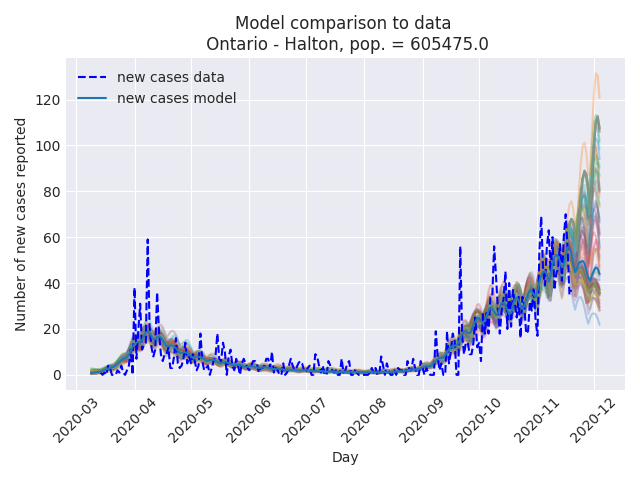 Model comparison to data
Ontario - Halton, pop. = 605475.0
new cases data
new cases model
Number of new cases reported
120
100
80
60
40
20
0
2020-03
2020-04
2020-05
2020-06
2020-07
2020-08
2020-09
2020-10
2020-11
2020-12
Day